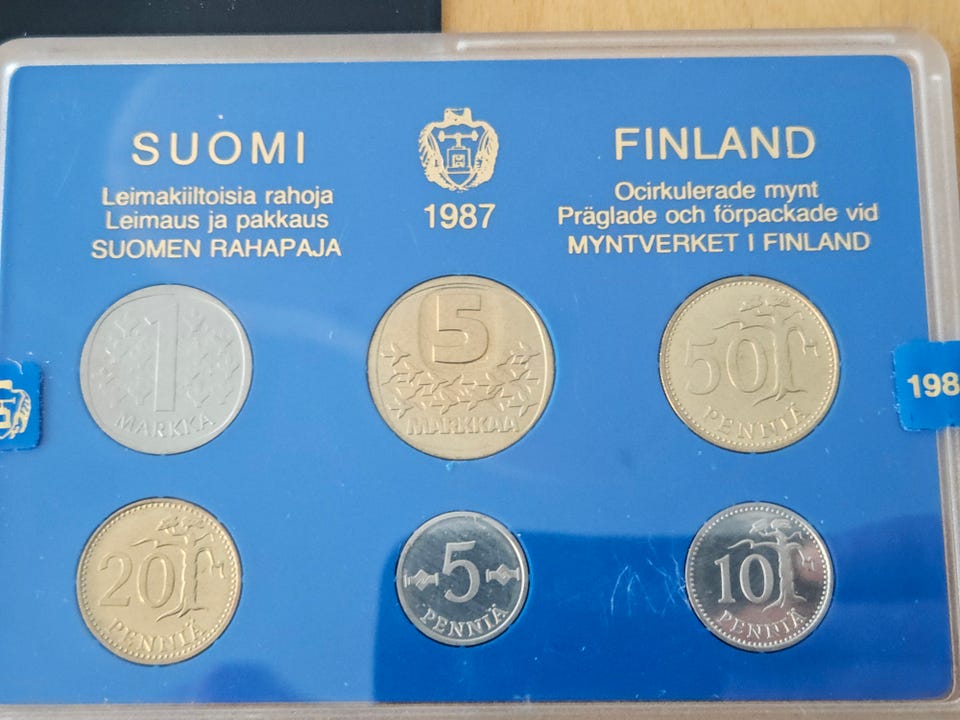 SUOMI
Leimakiiltoisia rahoja
Leimaus ja pakkaus
SUOMEN RAHAPAJA
1987
FINLAND
Ocirkulerade mynt
Präglade och förpackade vid
MYNTVERKET I FINLAND
1
MARKKA
5
MARKKAA
50
PENNIÄ
198
20
PENNIÄ
5
PENNIÄ
10
PENNIÄ